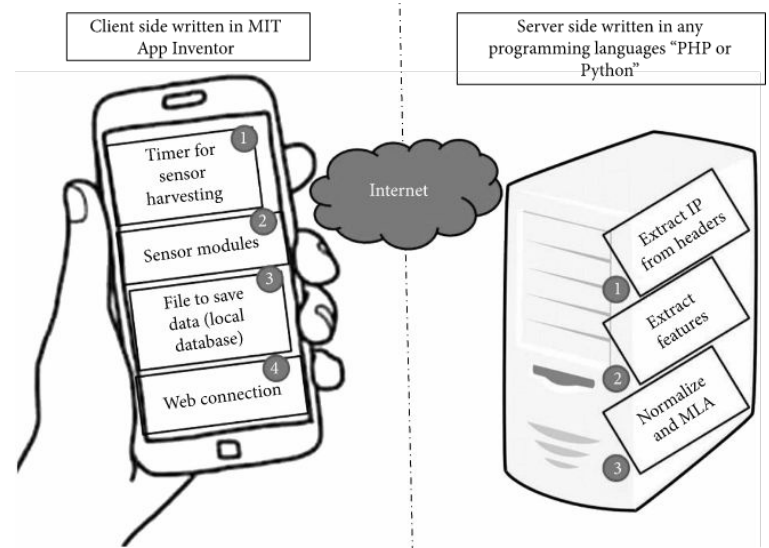 Client side written in MIT
App Inventor
Server side written in any
programming languages “PHP or
Python”
1
Timer for
sensor
harvesting
2
Sensor modules
3
File to save
data (local
database)
4
Web connection
Internet
Extract IP
from headers
1
Extract
features
2
Normalize
and MLA
3